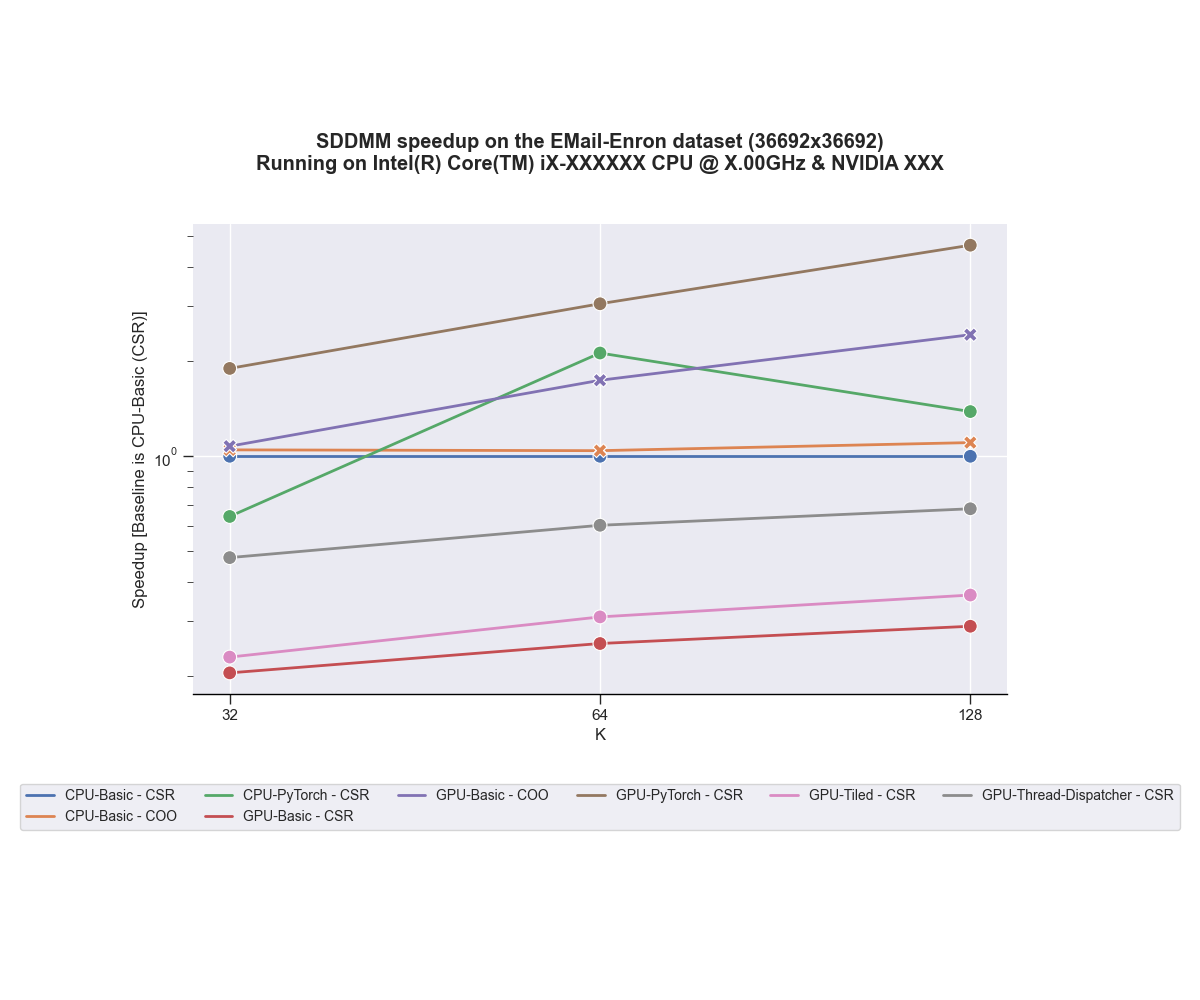 SDDMM speedup on the EMail-Enron dataset (36692x36692)
Running on Intel(R) Core(TM) iX-XXXXXX CPU @ X.00GHz & NVIDIA XXX
Speedup [Baseline is CPU-Basic (CSR)]
10^0
32 64 128
K
CPU-Basic - CSR CPU-PyTorch - CSR GPU-Basic - COO GPU-PyTorch - CSR GPU-Tiled - CSR GPU-Thread-Dispatcher - CSR
CPU-Basic - COO GPU-Basic - CSR